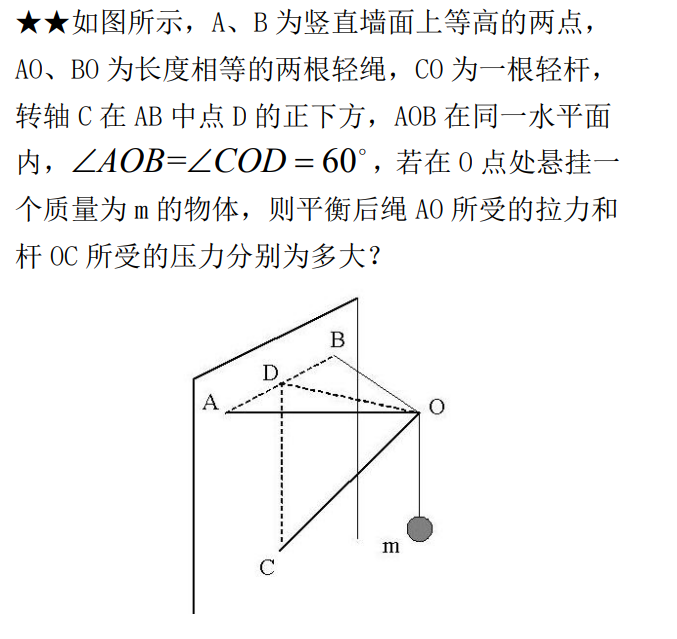 ★★如图所示，A、B 为竖直墙面上等高的两点，
AO、BO 为长度相等的两根轻绳，CO 为一根轻杆，
转轴 C 在 AB 中点 D 的正下方，AOB 在同一水平面
内，∠AOB=∠COD = 60°，若在 O 点处悬挂一
个质量为 m 的物体，则平衡后绳 AO 所受的拉力和
杆 OC 所受的压力分别为多大？
B
D
A
O
m
C